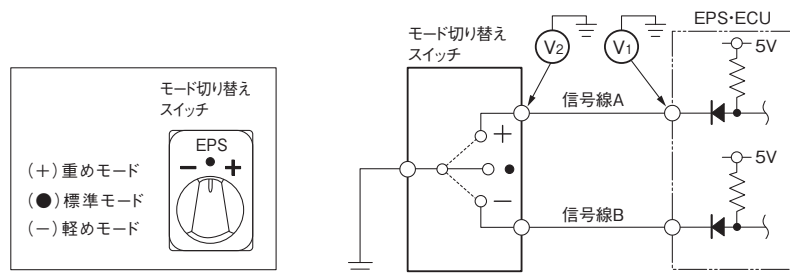 モード切り替え
スイッチ
EPS
− ● +
(+)重めモード
(●)標準モード
(−)軽めモード
モード切り替え
スイッチ
V2
V1
EPS・ECU
5V
信号線A
+
●
−
5V
信号線B